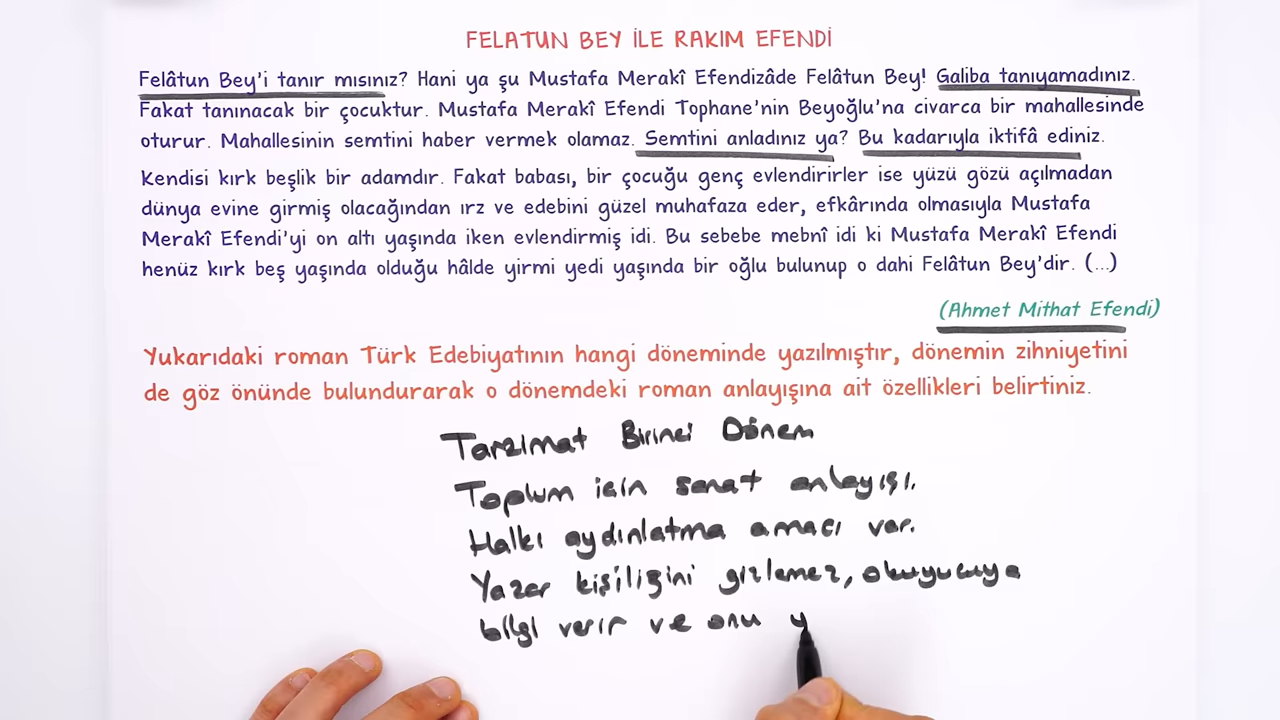 FELATUN BEY İLE RAKIM EFENDİ
Felâtun Bey'i tanır mısınız? Hani ya şu Mustafa Merakî Efendizâde Felâtun Bey! Galiba tanıyamadınız.
Fakat tanınacak bir çocuktur. Mustafa Merakî Efendi Tophane'nin Beyoğlu'na civarca bir mahallesinde
oturur. Mahallesinin semtini haber vermek olamaz. Semtini anladınız ya? Bu kadarıyla iktifâ ediniz.
Kendisi kırk beşlik bir adamdır. Fakat babası, bir çocuğu genç evlendirirler ise yüzü gözü açılmadan
dünya evine girmiş olacağından ırz ve edebini güzel muhafaza eder, efkârında olmasıyla Mustafa
Merakî Efendi'yi on altı yaşında iken evlendirmiş idi. Bu sebebe mebnî idi ki Mustafa Merakî Efendi
henüz kırk beş yaşında olduğu hâlde yirmi yedi yaşında bir oğlu bulunup o dahi Felâtun Bey'dir. (...)
(Ahmet Mithat Efendi)
Yukarıdaki roman Türk Edebiyatının hangi döneminde yazılmıştır, dönemin zihniyetini
de göz önünde bulundurarak o dönemdeki roman anlayışına ait özellikleri belirtiniz.
Tanzimat Birinci Dönem
Toplum için sanat anlayışı.
Halkı aydınlatma amacı var.
Yazar kişiliğini gizlemez, okuyucuya
bilgi verir ve onu y